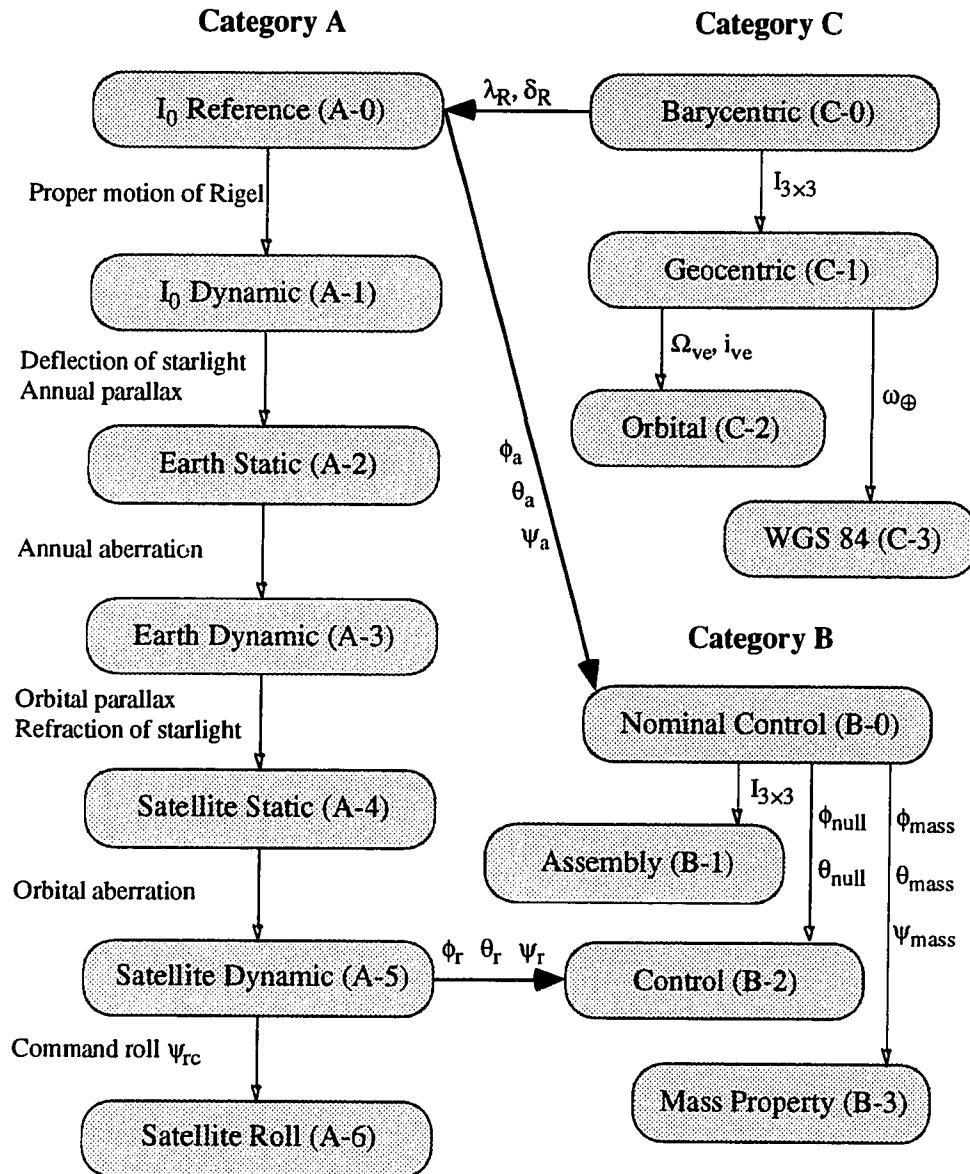 Category A
I₀ Reference (A-0)
Proper motion of Rigel
I₀ Dynamic (A-1)
Deflection of starlight
Annual parallax
Earth Static (A-2)
Annual aberration
Earth Dynamic (A-3)
Orbital parallax
Refraction of starlight
Satellite Static (A-4)
Orbital aberration
Satellite Dynamic (A-5)
Command roll ψrc
Satellite Roll (A-6)
λR, δR
ϕa
θa
ψa
ϕr θr ψr
Category C
Barycentric (C-0)
I3×3
Geocentric (C-1)
Ωve, ive
ω⊕
Orbital (C-2)
WGS 84 (C-3)
Category B
Nominal Control (B-0)
I3×3
ϕnull
θnull
ϕmass
θmass
ψmass
Assembly (B-1)
Control (B-2)
Mass Property (B-3)